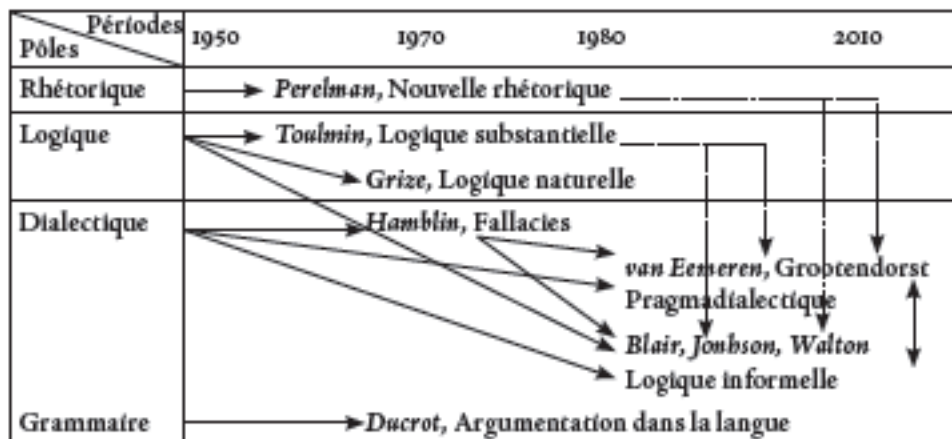 Périodes
Pôles
1950 1970 1980 2010
Rhétorique Perelman, Nouvelle rhétorique
Logique Toulmin, Logique substantielle
Grize, Logique naturelle
Dialectique Hamblin, Fallacies
van Eemeren, Grootendorst
Pragmadialectique
Blair, Jonhson, Walton
Logique informelle
Grammaire Ducrot, Argumentation dans la langue